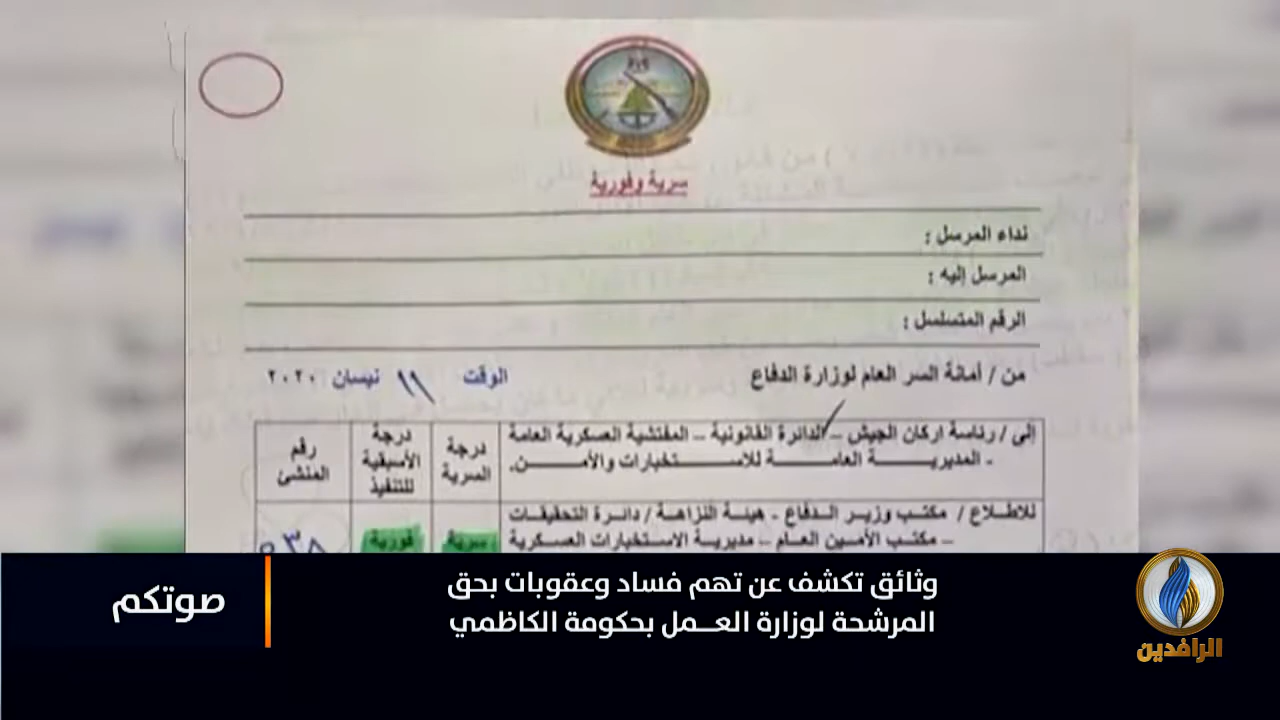 سرية وفورية
نداء المرسل :
المرسل إليه :
الرقم المتسلسل :
من / أمانة السر العام لوزارة الدفاع
الوقت ١١ نيسان ٢٠٢٠
إلى / رئاسة اركان الجيش – الدائرة القانونية – المفتشية العسكرية العامة
- المديرية العامة للاستخبارات والأمن.
درجة
السرية
درجة
الأسبقية
للتنفيذ
رقم
المنشئ
للاطلاع / مكتب وزير الدفاع - هيئة النزاهة / دائرة التحقيقات
– مكتب الأمين العام – مديرية الاستخبارات العسكرية
سرية
فورية
٥٣٨
وثائق تكشف عن تهم فساد وعقوبات بحق
المرشحة لوزارة العـــمل بحكومة الكاظمي
صوتكم
الرافدين